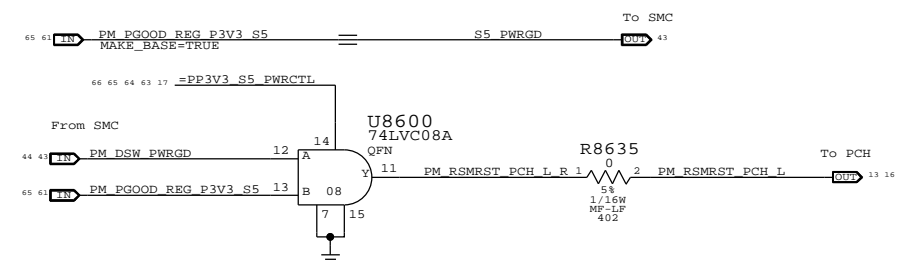 To SMC
65 61 IN PM_PGOOD_REG_P3V3_S5 S5_PWRGD OUT 43
MAKE_BASE=TRUE
66 65 64 63 17 =PP3V3_S5_PWRCTL
From SMC
U8600
74LVC08A
QFN
14
44 43 IN PM_DSW_PWRGD 12 A
R8635
0
To PCH
Y 11 PM_RSMRST_PCH_L_R 1 2 PM_RSMRST_PCH_L OUT 13 16
65 61 IN PM_PGOOD_REG_P3V3_S5 13 B 08
5%
1/16W
MF-LF
402
7 15